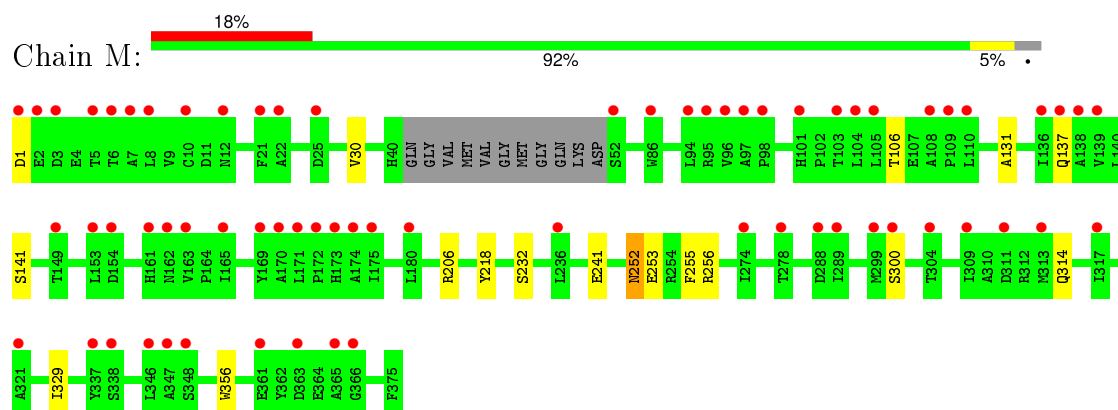 18%
Chain M:
92%
5%
•
D1
E2
D3
E4
T5
T6
A7
L8
V9
C10
D11
N12
F21
A22
D25
V30
H40
GLN
GLY
VAL
MET
VAL
GLY
MET
GLY
GLN
LYS
ASP
S52
W86
L94
R95
V96
A97
P98
H101
P102
T103
L104
L105
T106
E107
A108
P109
L110
A131
I136
Q137
A138
V139
L140
S141
T149
L153
D154
H161
N162
V163
P164
I165
Y169
A170
L171
P172
H173
A174
I175
L180
R206
Y218
S232
L236
E241
N252
E253
R254
F255
R256
I274
T278
D288
I289
M299
S300
T304
I309
A310
D311
R312
M313
Q314
I317
A321
I329
Y337
S338
L346
A347
S348
W356
E361
Y362
D363
E364
A365
G366
F375